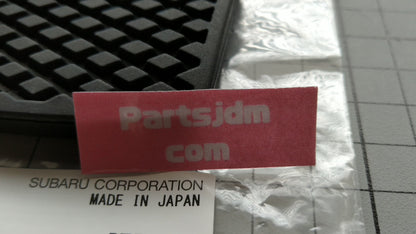 Partsjdm
com
SUBARU CORPORATION
MADE IN JAPAN